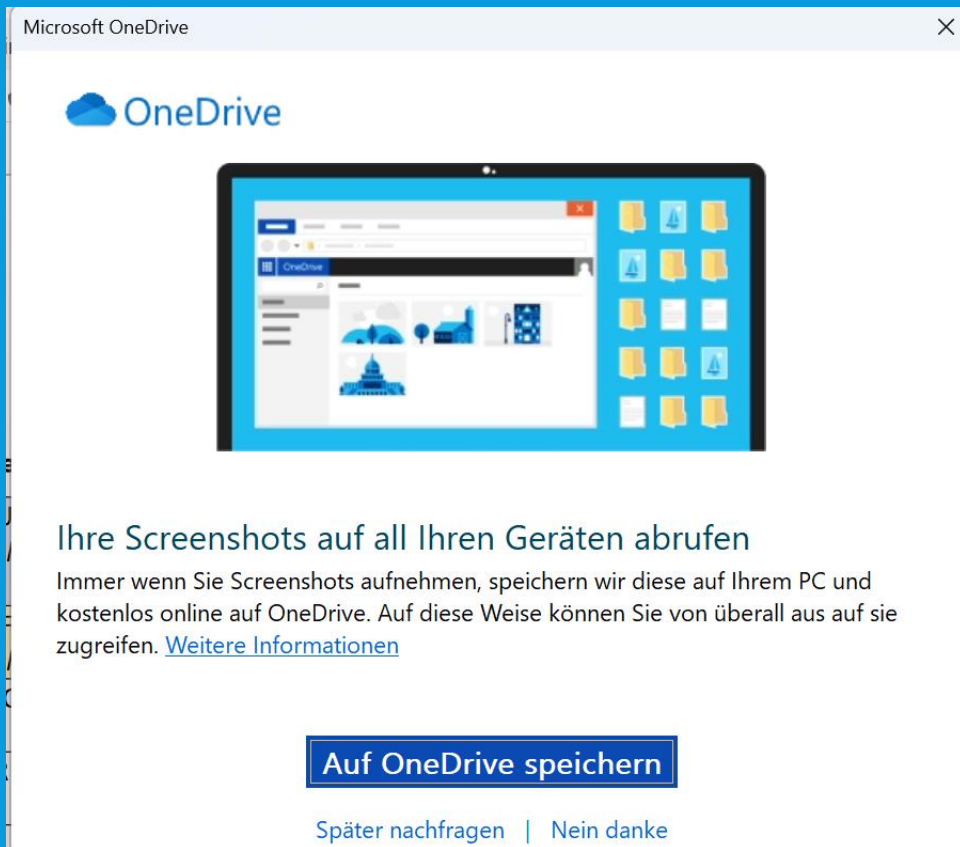 Microsoft OneDrive
OneDrive
OneDrive
Ihre Screenshots auf all Ihren Geräten abrufen
Immer wenn Sie Screenshots aufnehmen, speichern wir diese auf Ihrem PC und
kostenlos online auf OneDrive. Auf diese Weise können Sie von überall aus auf sie
zugreifen. Weitere Informationen
Auf OneDrive speichern
Später nachfragen | Nein danke